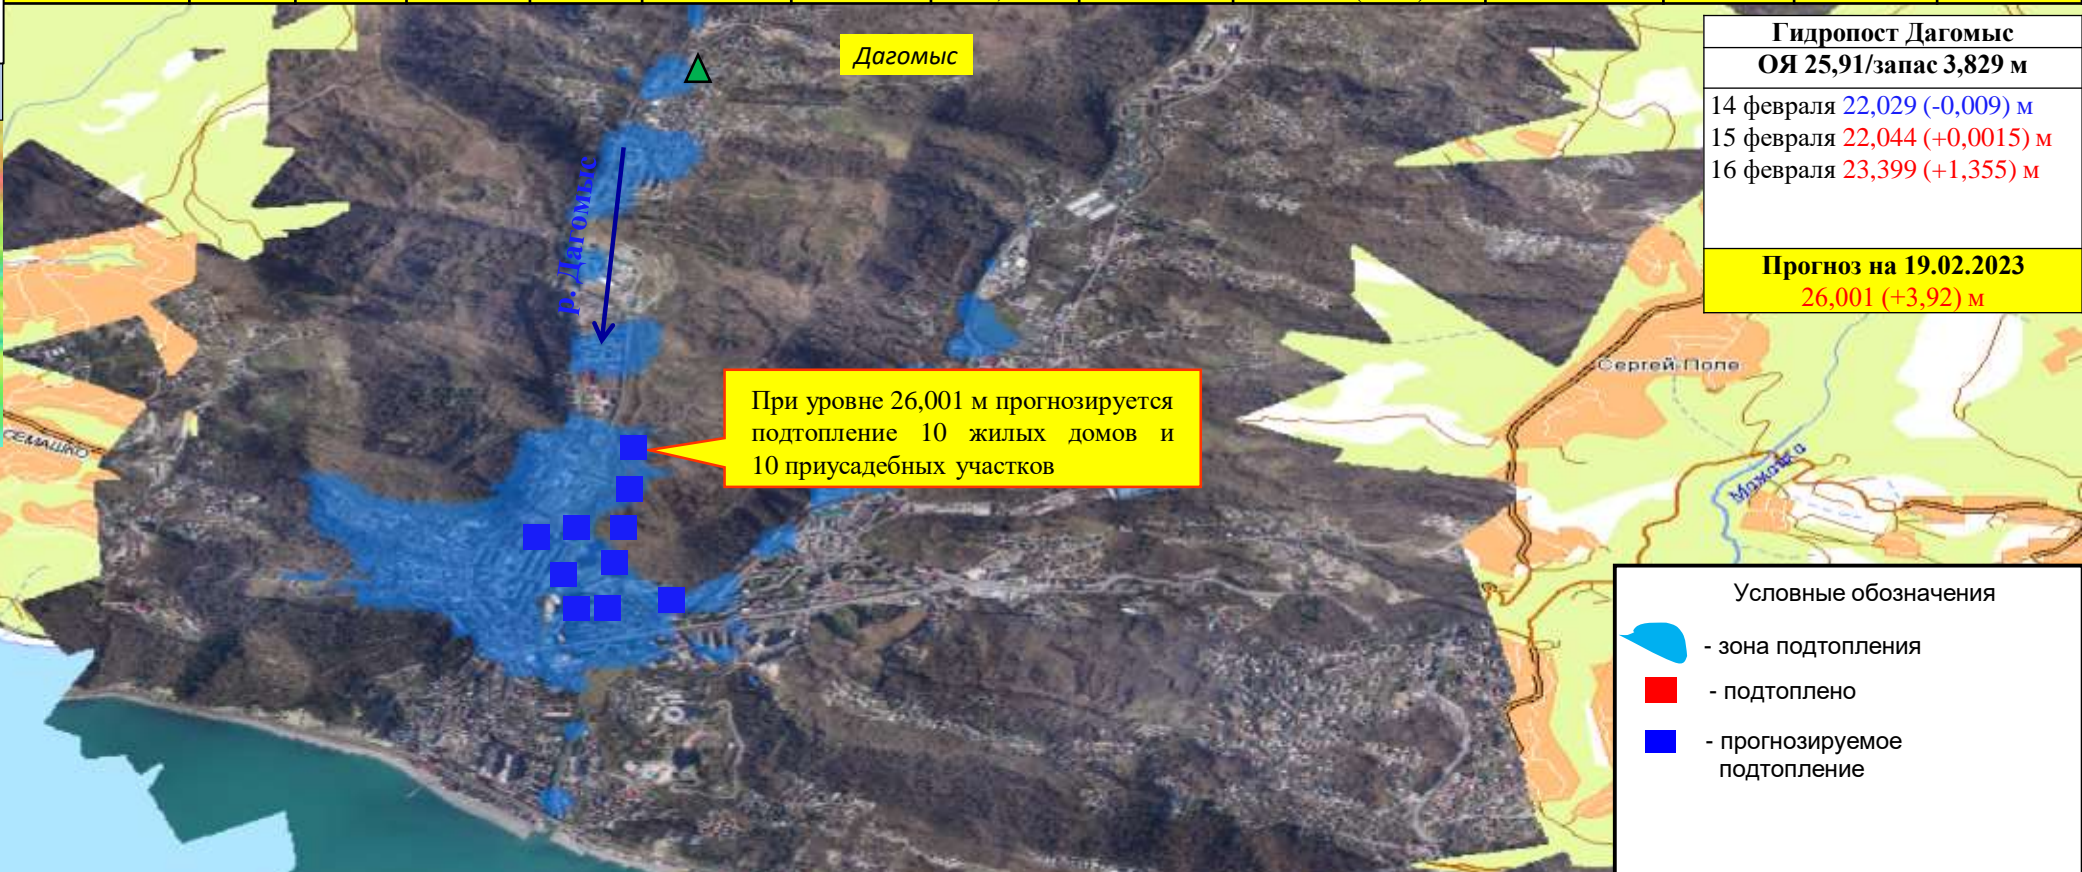 Дагомыс
Гидропост Дагомыс
ОЯ 25,91/запас 3,829 м
14 февраля 22,029 (-0,009) м
15 февраля 22,044 (+0,0015) м
16 февраля 23,399 (+1,355) м
Прогноз на 19.02.2023
26,001 (+3,92) м
р. Дагомыс
Сергей-Поле
При уровне 26,001 м прогнозируется
подтопление 10 жилых домов и
10 приусадебных участков
СЕМАШКО
Условные обозначения
- зона подтопления
- подтоплено
- прогнозируемое
подтопление